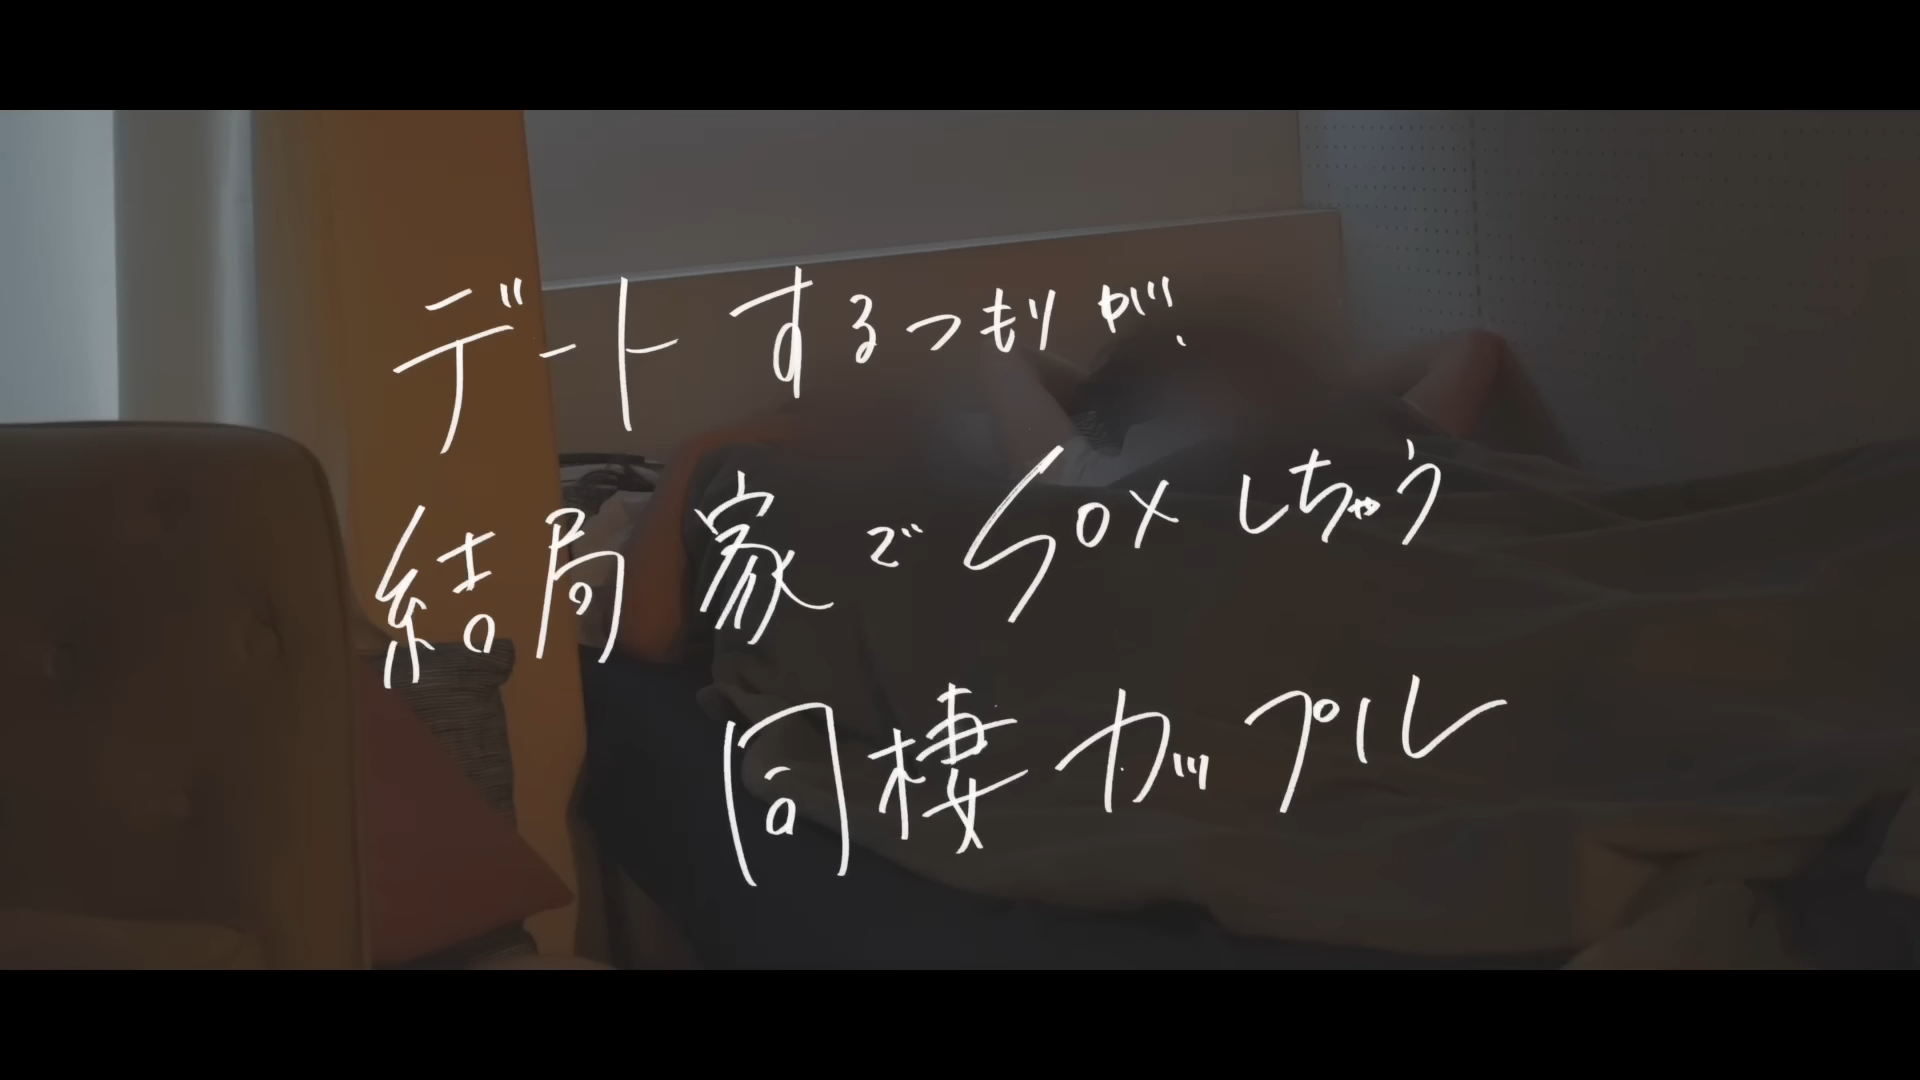 デートするつもりが、
結局家でSOXしちゃう
同棲カップル